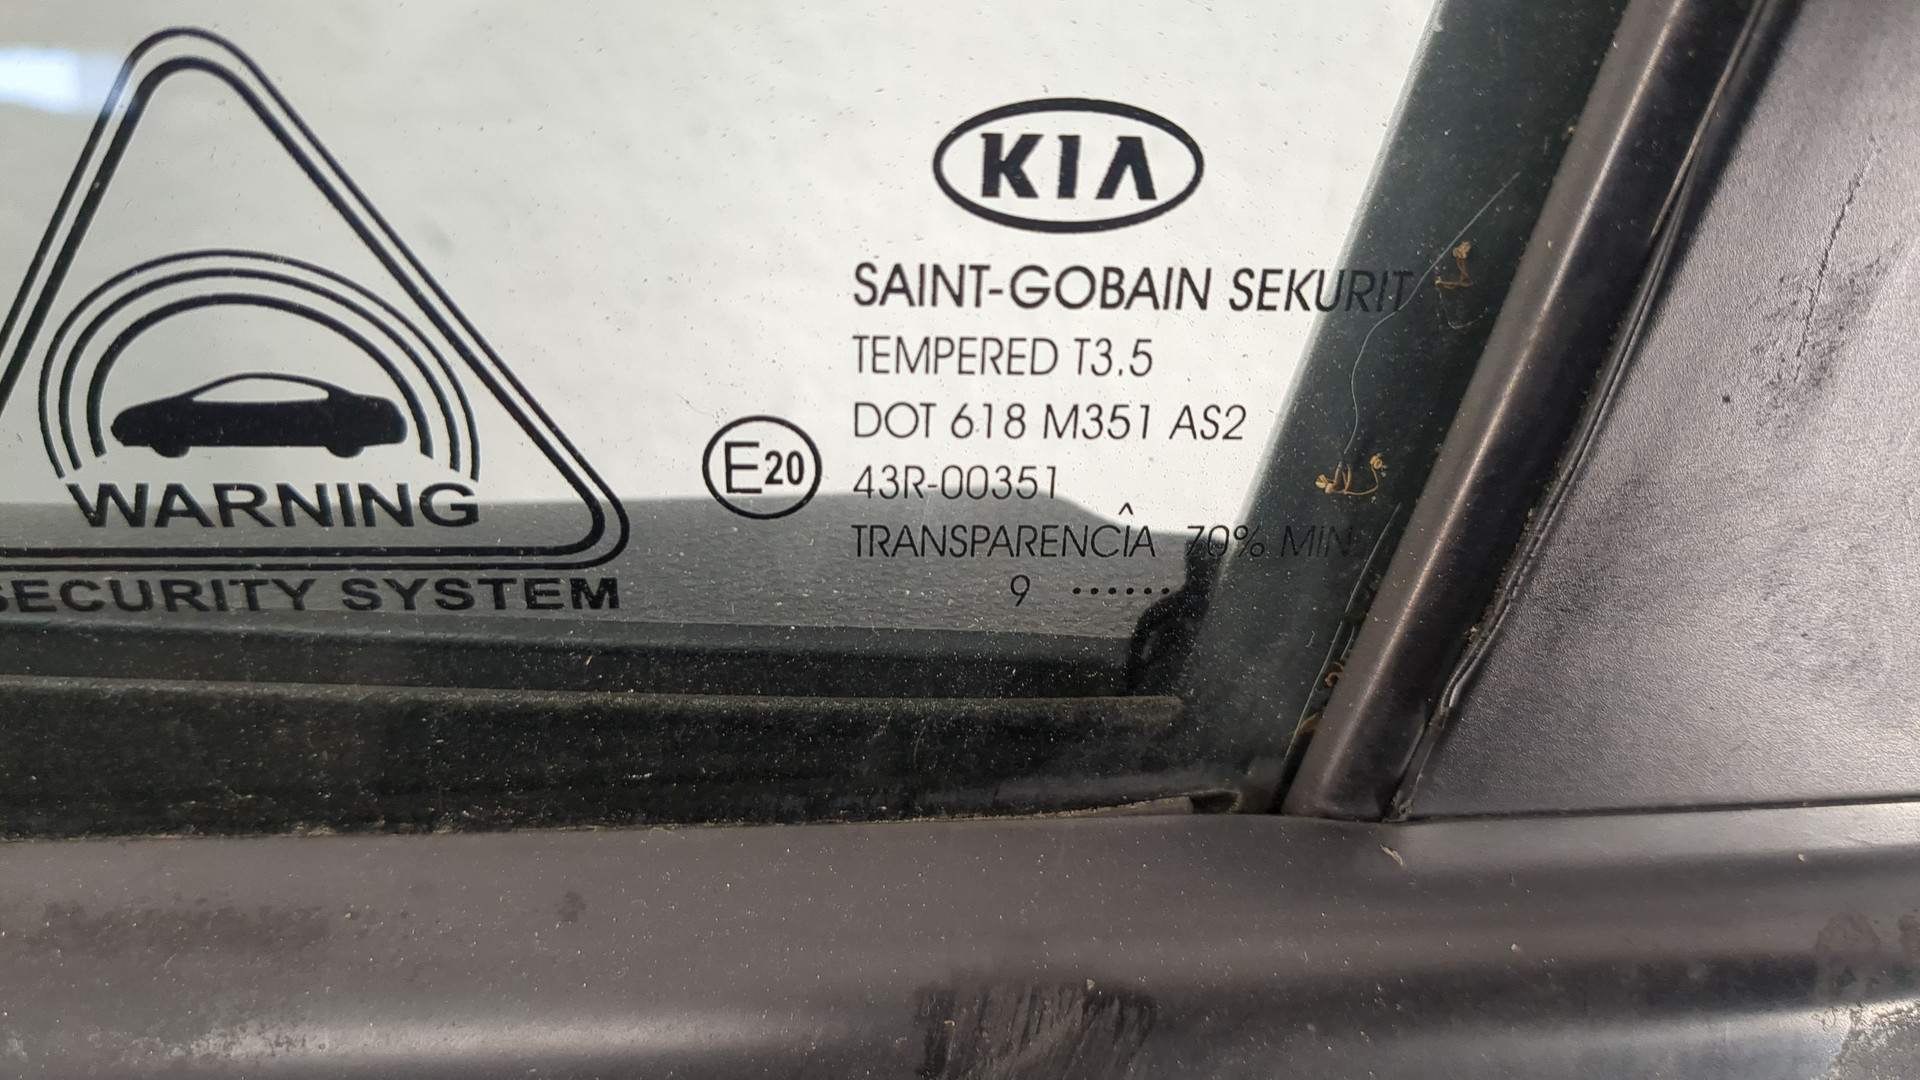 WARNING
SECURITY SYSTEM
KIA
SAINT-GOBAIN SEKURIT
TEMPERED T3.5
DOT 618 M351 AS2
E20
43R-00351
TRANSPARENCÎA 70% MIN.
9 .......